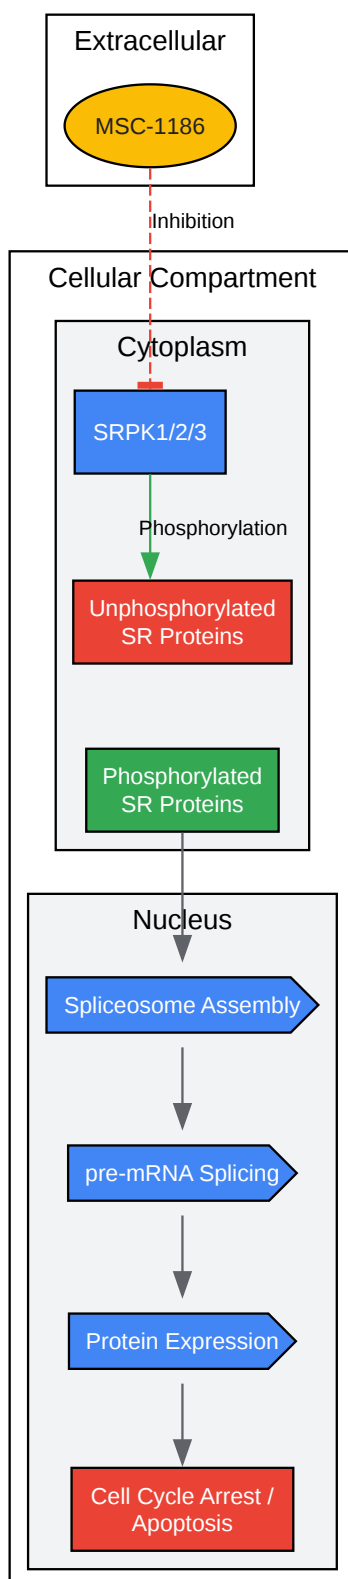 Extracellular
MSC-1186
Inhibition
Cellular Compartment
Cytoplasm
SRPK1/2/3
Phosphorylation
Unphosphorylated
SR Proteins
Phosphorylated
SR Proteins
Nucleus
Spliceosome Assembly
pre-mRNA Splicing
Protein Expression
Cell Cycle Arrest /
Apoptosis